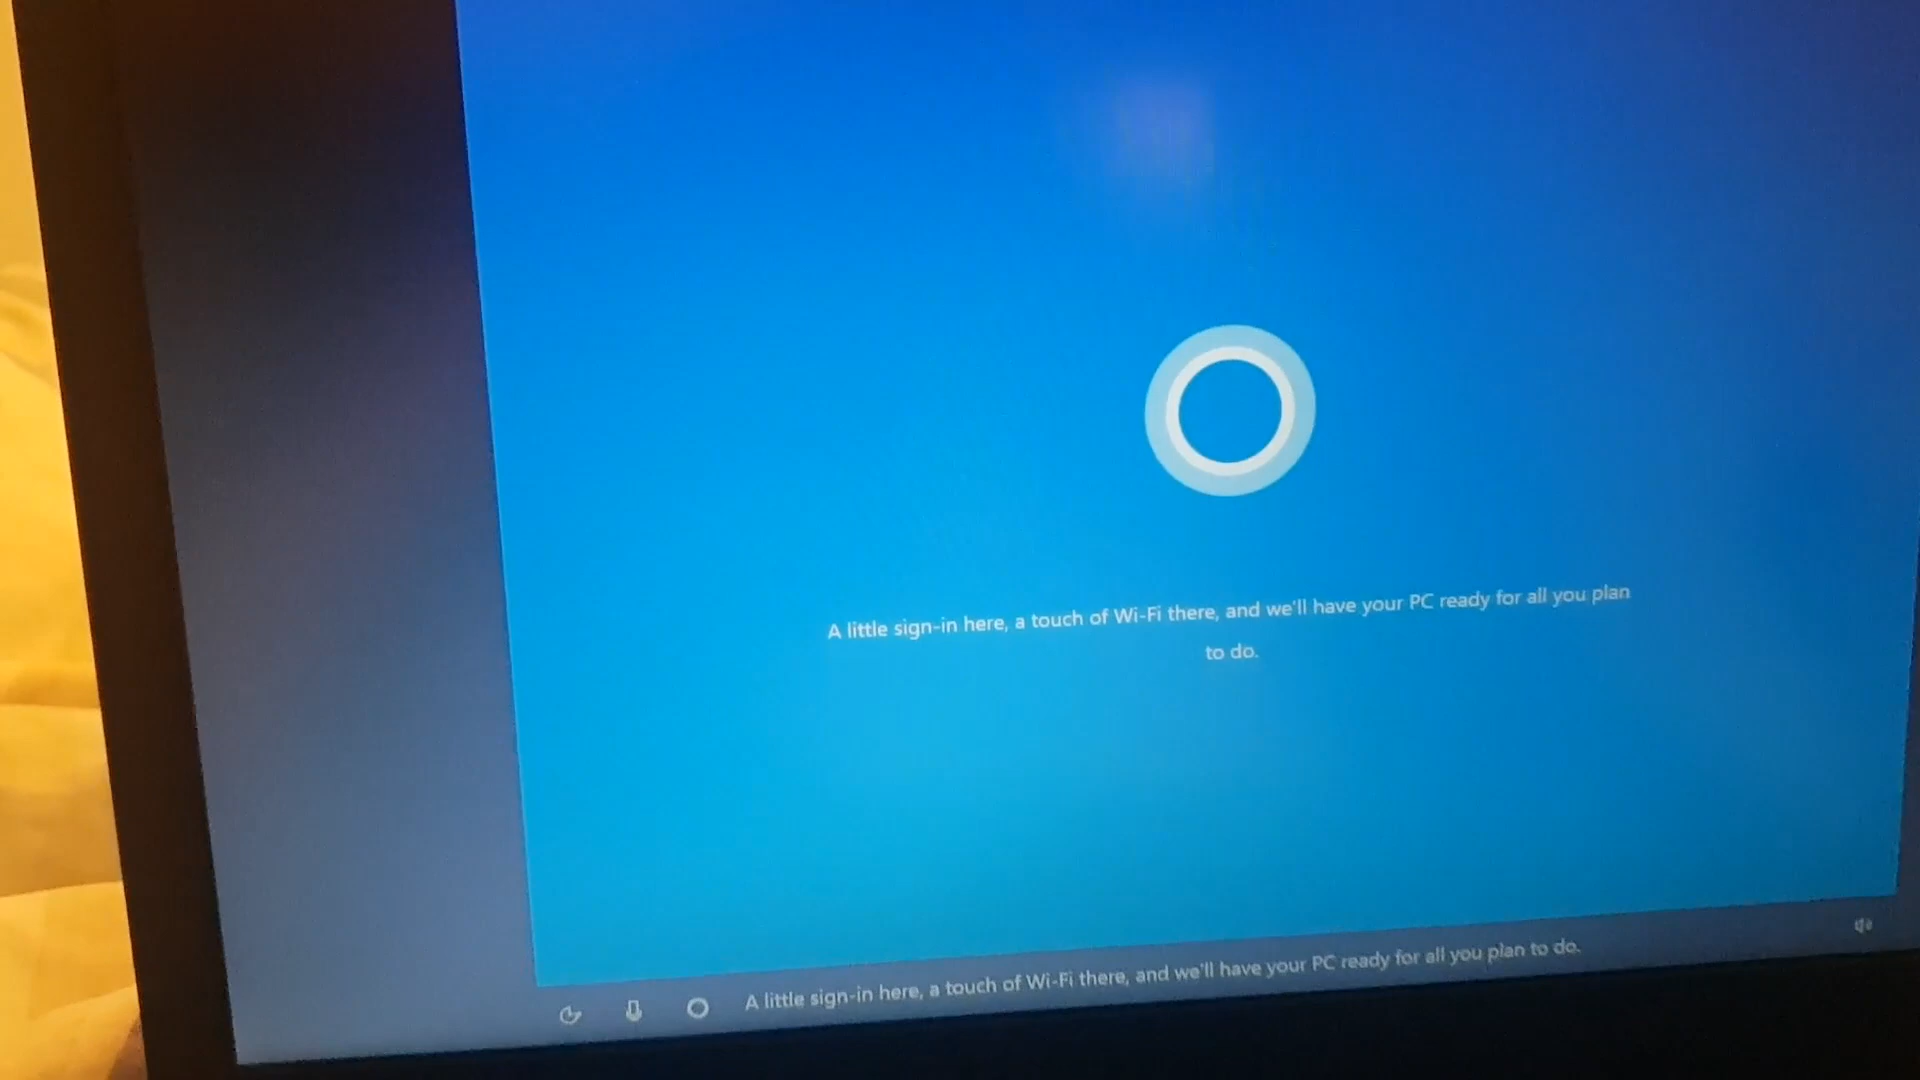 A little sign-in here, a touch of Wi-Fi there, and we'll have your PC ready for all you plan
to do.
A little sign-in here, a touch of Wi-Fi there, and we'll have your PC ready for all you plan to do.